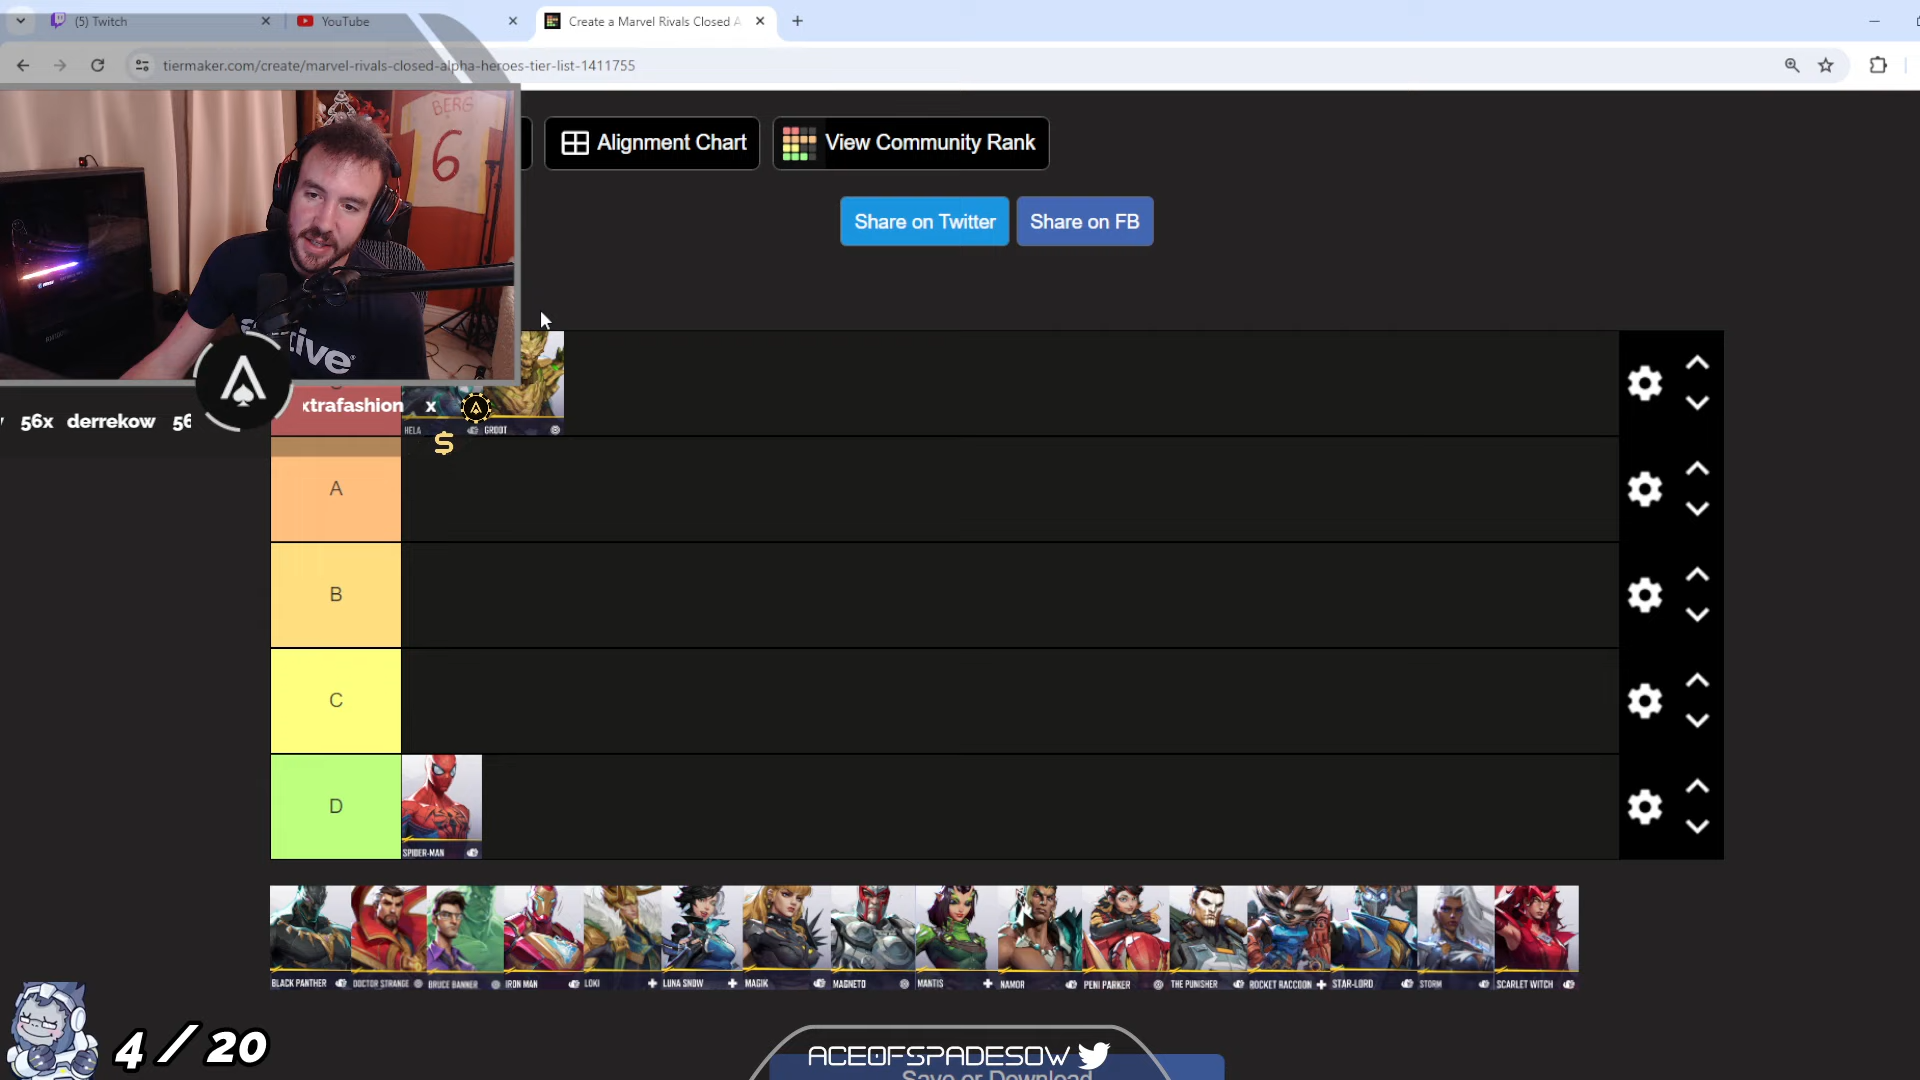 (5) Twitch
YouTube
Create a Marvel Rivals Closed A
tiermaker.com/create/marvel-rivals-closed-alpha-heroes-tier-list-1411755
BERG
6
Alignment Chart
View Community Rank
Share on Twitter
Share on FB
56x derrekow 56
xtrafashion x
$
HELA
GROOT
A
B
C
D
SPIDER-MAN
BLACK PANTHER
DOCTOR STRANGE
BRUCE BANNER
IRON MAN
LOKI
LUNA SNOW
MAGIK
MAGNETO
MANTIS
NAMOR
PENI PARKER
THE PUNISHER
ROCKET RACCOON
STAR-LORD
STORM
SCARLET WITCH
4 / 20
ACEOFSPADESOW
Save or Download